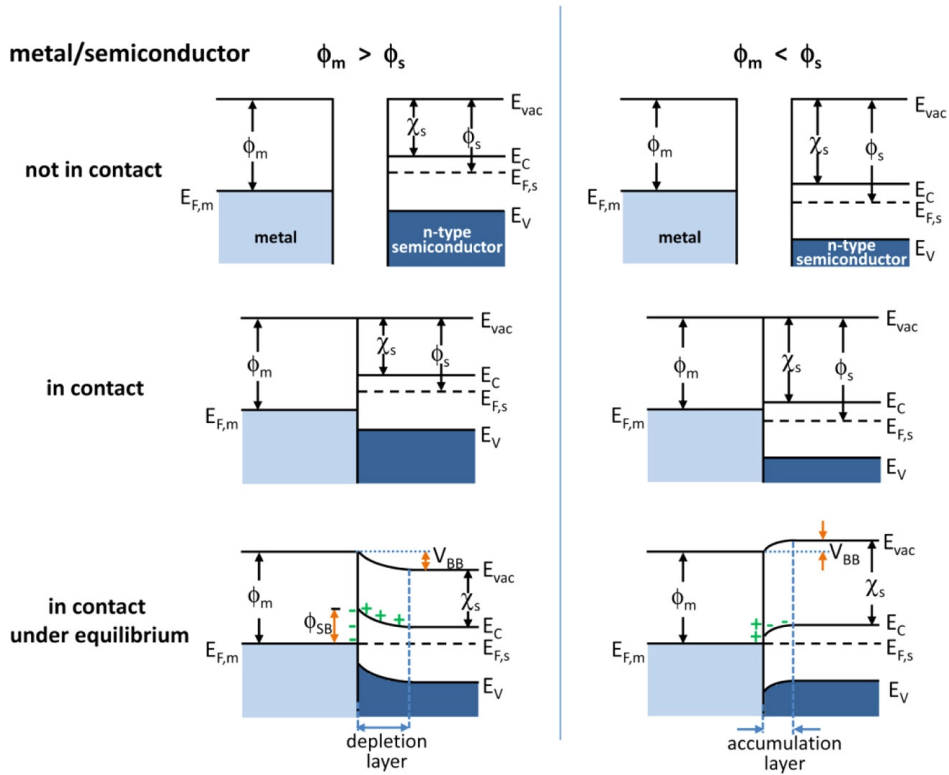 metal/semiconductor
ϕm > ϕs
ϕm < ϕs
not in contact
ϕm
EF,m
metal
χs
ϕs
Evac
EC
EF,s
EV
n-type
semiconductor
ϕm
EF,m
metal
χs
ϕs
Evac
EC
EF,s
EV
n-type
semiconductor
in contact
ϕm
EF,m
χs
ϕs
Evac
EC
EF,s
EV
ϕm
EF,m
χs
ϕs
Evac
EC
EF,s
EV
in contact
under equilibrium
ϕm
EF,m
ϕSB
- - -
+ + + +
VBB
Evac
χs
EC
EF,s
EV
depletion
layer
ϕm
EF,m
+ - -
+
VBB
Evac
χs
EC
EF,s
EV
accumulation
layer